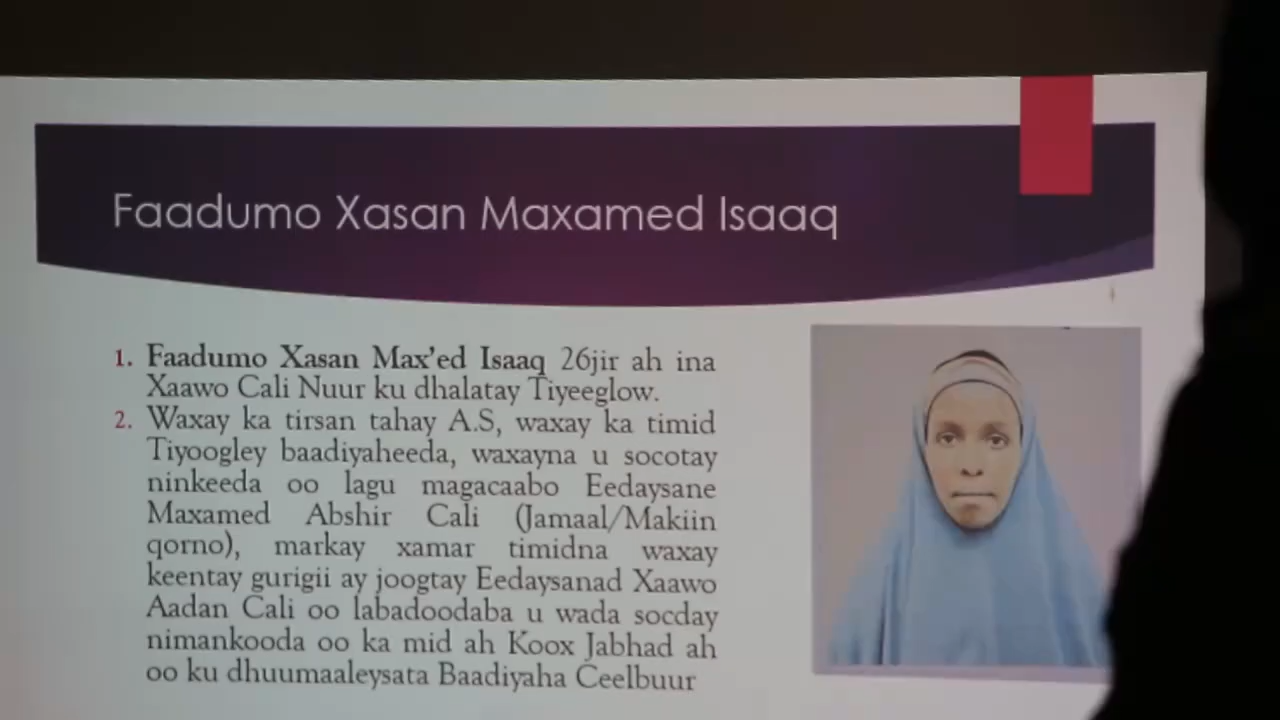 Faadumo Xasan Maxamed Isaaq
1. Faadumo Xasan Max'ed Isaaq 26jir ah ina
Xaawo Cali Nuur ku dhalatay Tiyeeglow.
2. Waxay ka tirsan tahay A.S, waxay ka timid
Tiyoogley baadiyaheeda, waxayna u socotay
ninkeeda oo lagu magacaabo Eedaysane
Maxamed Abshir Cali (Jamaal/Makiin
qorno), markay xamar timidna waxay
keentay gurigii ay joogtay Eedaysanad Xaawo
Aadan Cali oo labadoodaba u wada socday
nimankooda oo ka mid ah Koox Jabhad ah
oo ku dhuumaaleysata Baadiyaha Ceelbuur